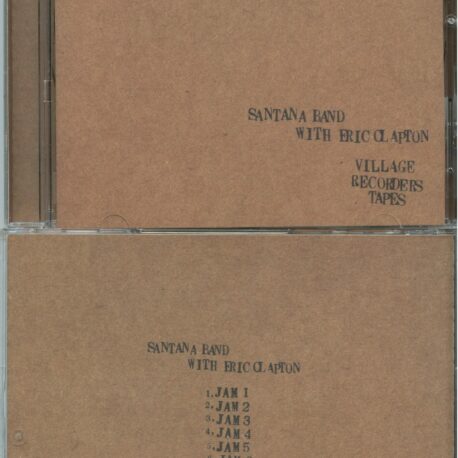 SANTANA BAND
WITH ERIC CLAPTON
VILLAGE
RECORDERS
TAPES
SANTANA BAND
WITH ERIC CLAPTON
1. JAM 1
2. JAM 2
3. JAM 3
4. JAM 4
5. JAM 5